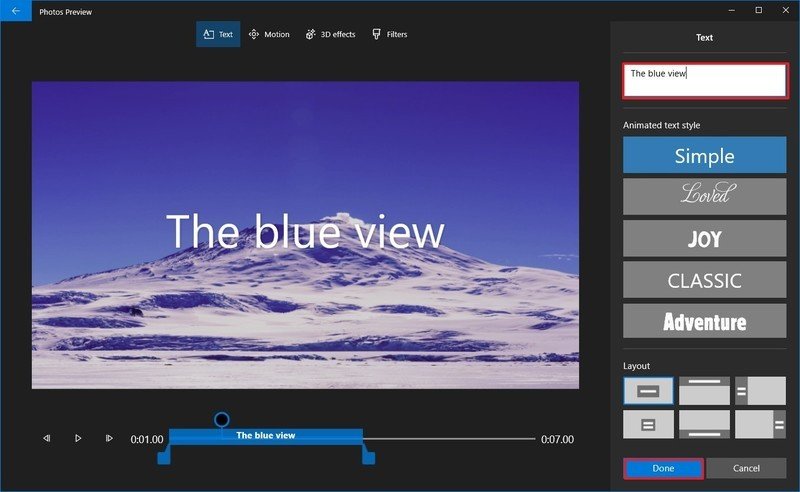 Photos Preview
Text Motion 3D effects Filters
Text
The blue view
Animated text style
Simple
Loved
JOY
CLASSIC
Adventure
Layout
Done Cancel
The blue view
0:01.00 The blue view 0:07.00